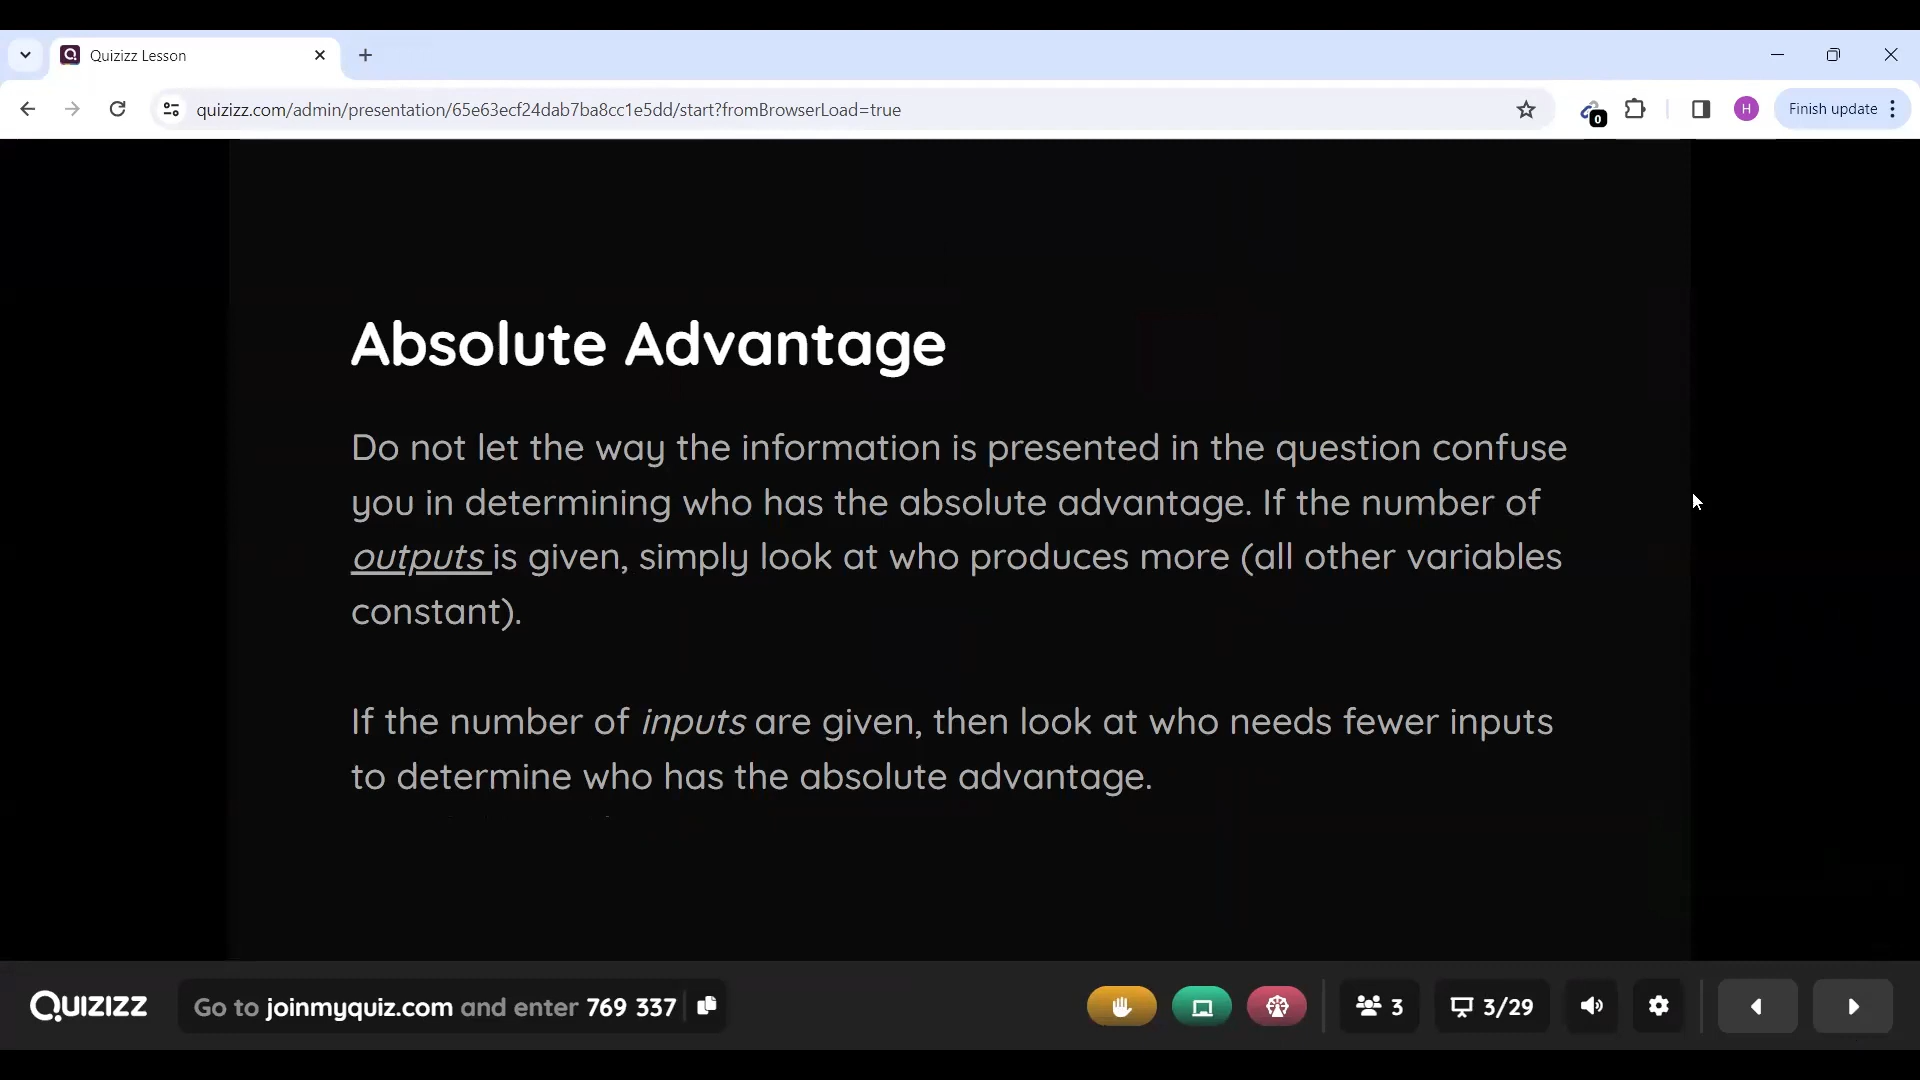 Quizizz Lesson
quizizz.com/admin/presentation/65e63ecf24dab7ba8cc1e5dd/start?fromBrowserLoad=true
0
H
Finish update
Absolute Advantage
Do not let the way the information is presented in the question confuse
you in determining who has the absolute advantage. If the number of
outputs is given, simply look at who produces more (all other variables
constant).
If the number of inputs are given, then look at who needs fewer inputs
to determine who has the absolute advantage.
QUIZIZZ
Go to joinmyquiz.com and enter 769 337
3
3/29